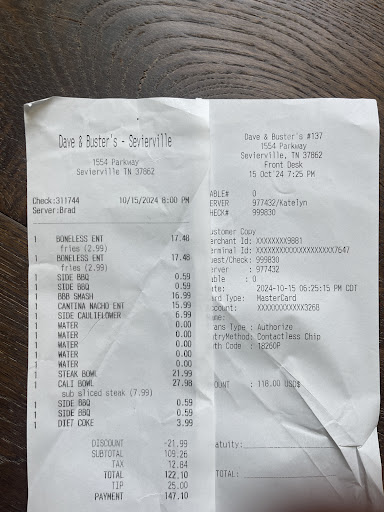 Dave & Buster's - Sevierville
1554 Parkway
Sevierville TN 37862
Check:311744 10/15/2024 8:00 PM
Server:Brad
1 BONELESS ENT 17.48
fries (2.99)
1 BONELESS ENT 17.48
fries (2.99)
1 SIDE BBQ 0.59
1 SIDE BBQ 0.59
1 BBB SMASH 16.99
1 CANTINA NACHO ENT 15.99
1 SIDE CAULIFLOWER 6.99
1 WATER 0.00
1 WATER 0.00
1 WATER 0.00
1 WATER 0.00
1 WATER 0.00
1 STEAK BOWL 21.99
1 CALI BOWL 27.98
sub sliced steak (7.99)
1 SIDE BBQ 0.59
1 SIDE BBQ 0.59
1 DIET COKE 3.99
DISCOUNT -21.99
SUBTOTAL 109.26
TAX 12.84
TOTAL 122.10
TIP 25.00
PAYMENT 147.10
Dave & Buster's #137
1554 Parkway
Sevierville, TN 37862
Front Desk
15 Oct'24 7:25 PM
ABLE# 0
ERVER 977432/Katelyn
HECK# 999830
ustomer Copy
erchant Id: XXXXXXXX9881
erminal Id: XXXXXXXXXXXXXXXXXXXX7647
uest/Check: 999830
erver : 977432
able : 0
ate: 2024-10-15 06:25:15 PM CDT
ard Type: MasterCard
ccount: XXXXXXXXXXXX3268
ame:
rans Type : Authorize
ntryMethod: Contactless Chip
uth Code : 18260P
OUNT : 118.00 USD$
atuity:
TOTAL: